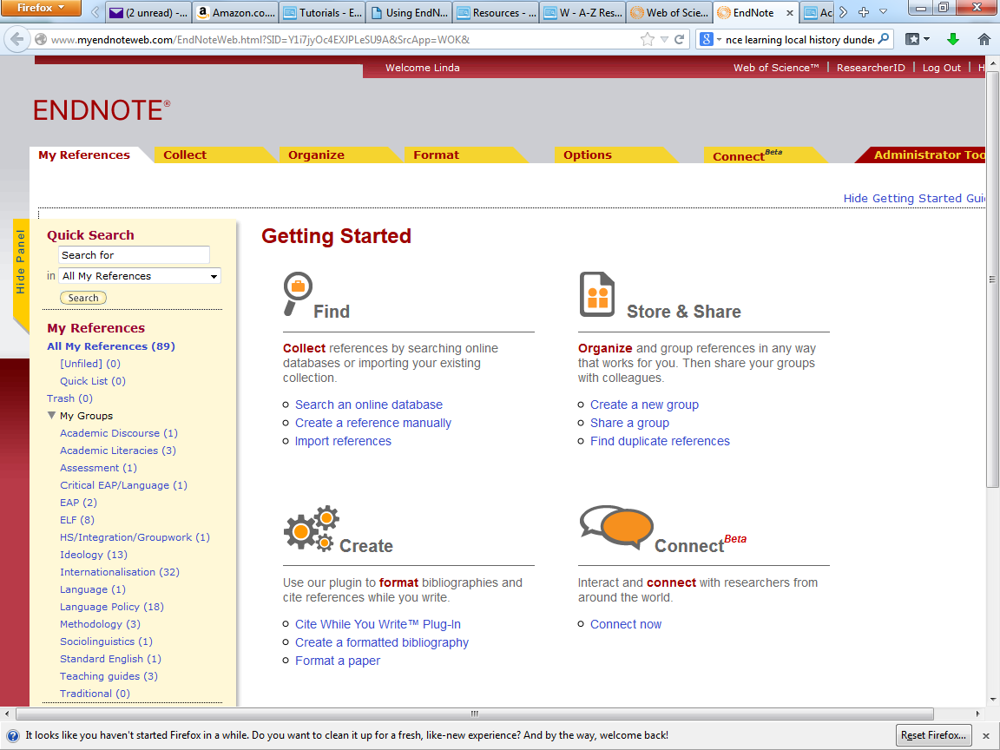 Firefox
(2 unread) -...
Amazon.co....
Tutorials - E...
Using EndN...
Resources - ...
W - A-Z Res...
Web of Scie...
EndNote
Ac
www.myendnoteweb.com/EndNoteWeb.html?SID=Y1i7jyOc4EXJPLeSU9A&SrcApp=WOK&
nce learning local history dunde
Welcome Linda
Web of Science™ | ResearcherID | Log Out | H
ENDNOTE®
My References
Collect
Organize
Format
Options
Connect Beta
Administrator Too
Hide Getting Started Gui
Hide Panel
Quick Search
Search for
in All My References
Search
My References
All My References (89)
[Unfiled] (0)
Quick List (0)
Trash (0)
My Groups
Academic Discourse (1)
Academic Literacies (3)
Assessment (1)
Critical EAP/Language (1)
EAP (2)
ELF (8)
HS/Integration/Groupwork (1)
Ideology (13)
Internationalisation (32)
Language (1)
Language Policy (18)
Methodology (3)
Sociolinguistics (1)
Standard English (1)
Teaching guides (3)
Traditional (0)
Getting Started
Find
Collect references by searching online
databases or importing your existing
collection.
Search an online database
Create a reference manually
Import references
Store & Share
Organize and group references in any way
that works for you. Then share your groups
with colleagues.
Create a new group
Share a group
Find duplicate references
Create
Use our plugin to format bibliographies and
cite references while you write.
Cite While You Write™ Plug-In
Create a formatted bibliography
Format a paper
Connect Beta
Interact and connect with researchers from
around the world.
Connect now
It looks like you haven't started Firefox in a while. Do you want to clean it up for a fresh, like-new experience? And by the way, welcome back!
Reset Firefox...